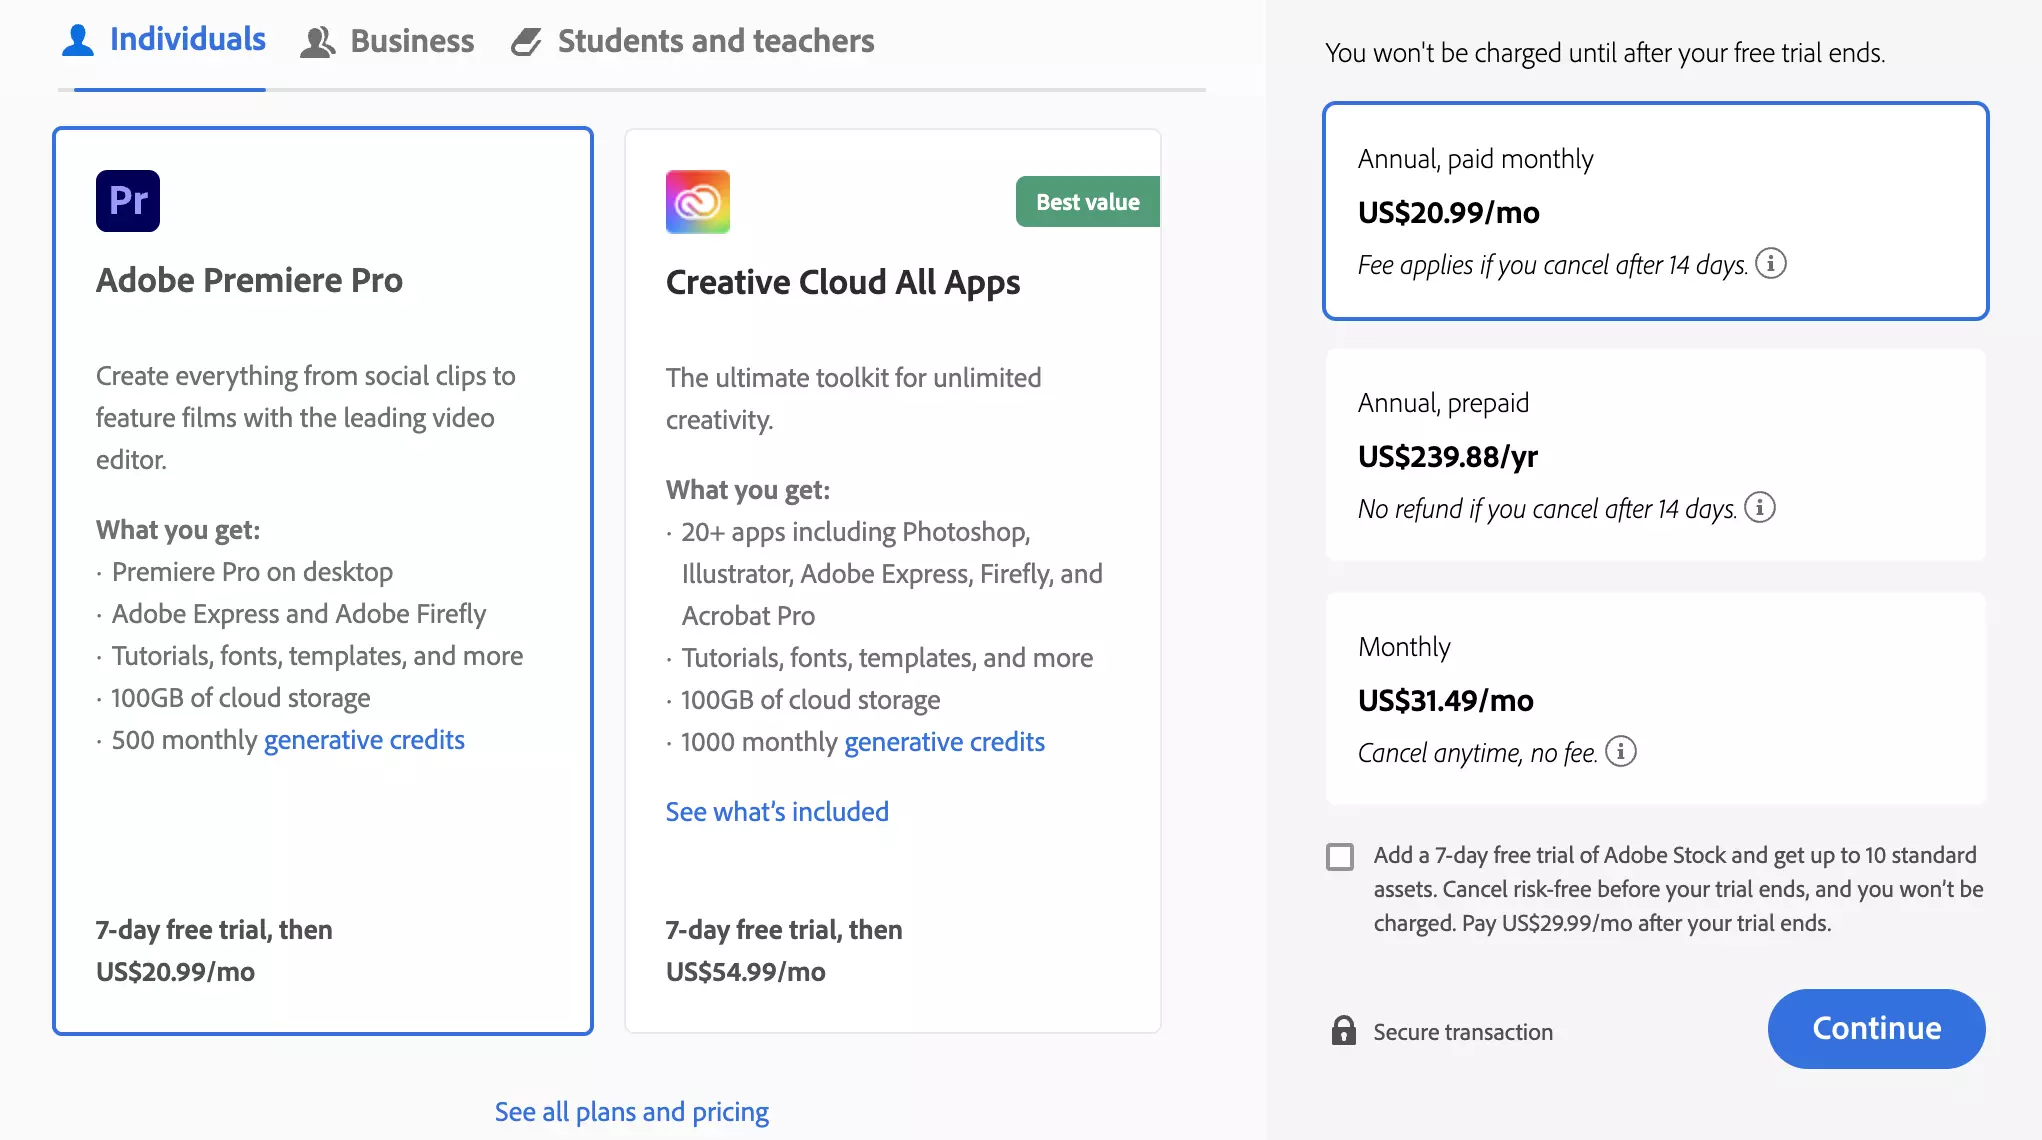 Individuals
Business
Students and teachers
Pr
Adobe Premiere Pro
Create everything from social clips to
feature films with the leading video
editor.
What you get:
· Premiere Pro on desktop
· Adobe Express and Adobe Firefly
· Tutorials, fonts, templates, and more
· 100GB of cloud storage
· 500 monthly generative credits
7-day free trial, then
US$20.99/mo
Best value
Creative Cloud All Apps
The ultimate toolkit for unlimited
creativity.
What you get:
· 20+ apps including Photoshop,
Illustrator, Adobe Express, Firefly, and
Acrobat Pro
· Tutorials, fonts, templates, and more
· 100GB of cloud storage
· 1000 monthly generative credits
See what's included
7-day free trial, then
US$54.99/mo
See all plans and pricing
You won't be charged until after your free trial ends.
Annual, paid monthly
US$20.99/mo
Fee applies if you cancel after 14 days.
Annual, prepaid
US$239.88/yr
No refund if you cancel after 14 days.
Monthly
US$31.49/mo
Cancel anytime, no fee.
Add a 7-day free trial of Adobe Stock and get up to 10 standard
assets. Cancel risk-free before your trial ends, and you won't be
charged. Pay US$29.99/mo after your trial ends.
Secure transaction
Continue